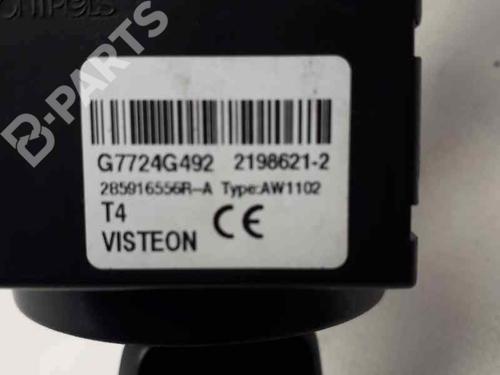 B-PARTS
G7724G492 2198621-2
285916556R-A Type:AW1102
T4
VISTEON CE